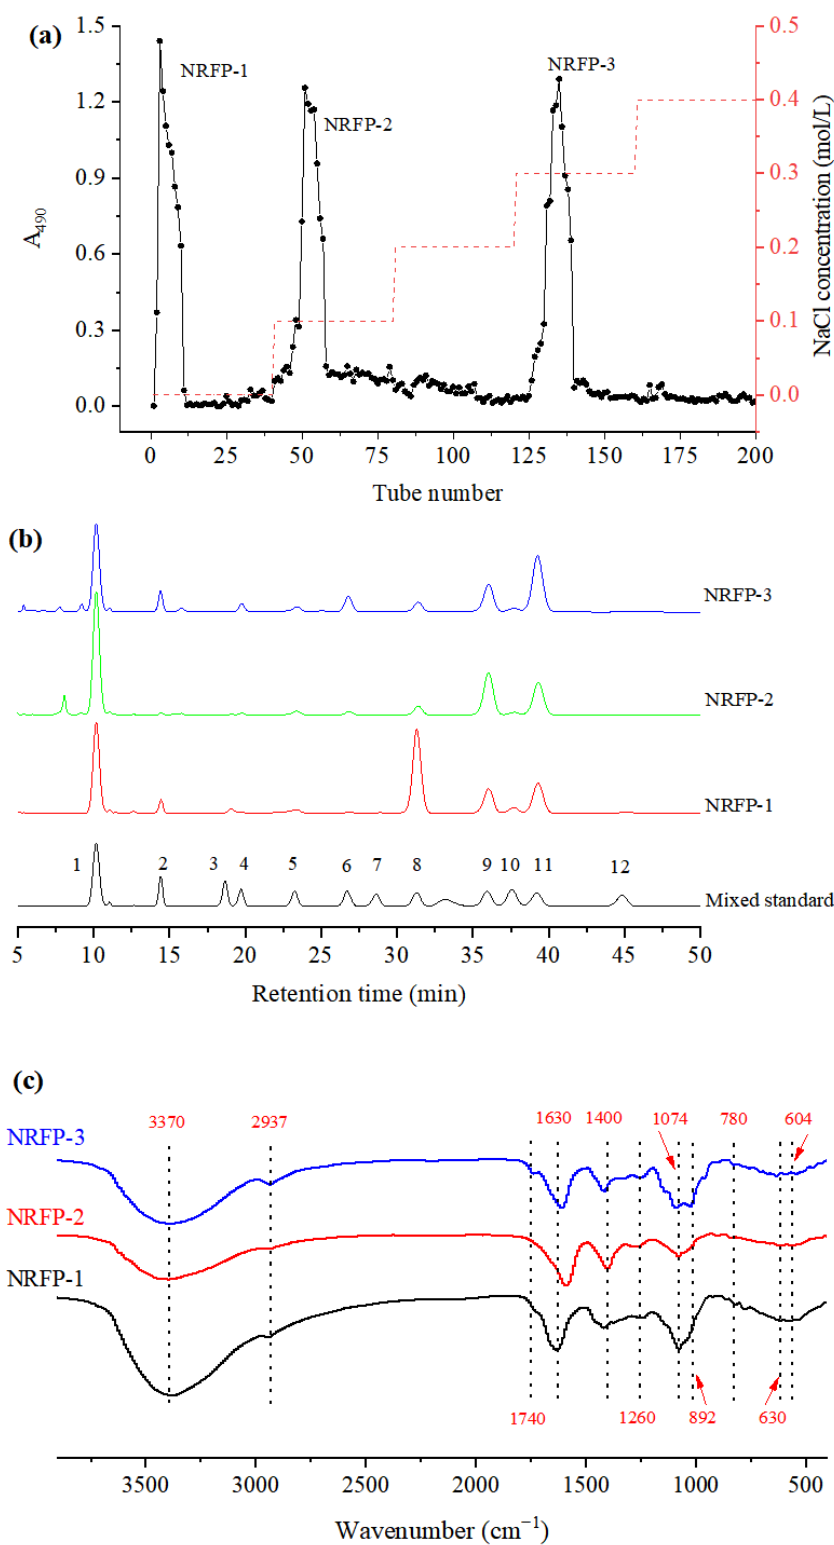 (a)
1.5
1.2
0.9
0.6
0.3
0.0
A490
NRFP-1
NRFP-2
NRFP-3
0.5
0.4
0.3
0.2
0.1
0.0
NaCl concentration (mol/L)
0 25 50 75 100 125 150 175 200
Tube number
(b)
NRFP-3
NRFP-2
NRFP-1
1 2 3 4 5 6 7 8 9 10 11 12
Mixed standard
5 10 15 20 25 30 35 40 45 50
Retention time (min)
(c)
3370 2937 1630 1400 1074 780 604
NRFP-3
NRFP-2
NRFP-1
1740 1260 892 630
3500 3000 2500 2000 1500 1000 500
Wavenumber (cm⁻¹)